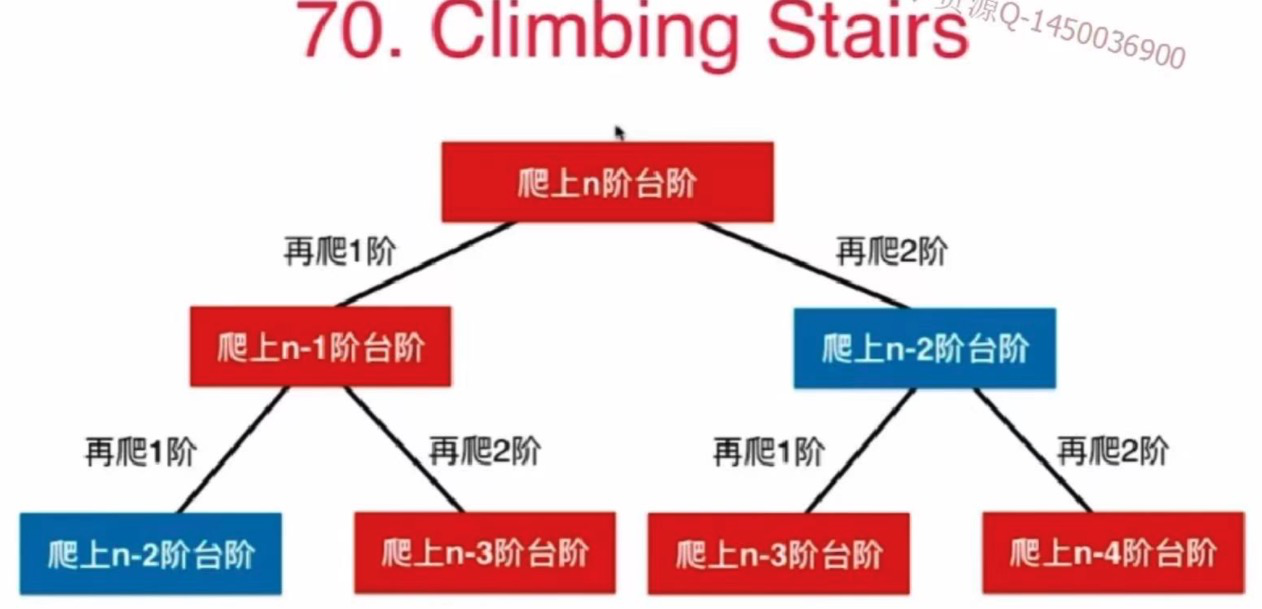 70. Climbing Stairs
资源Q-1450036900
爬上n阶台阶
再爬1阶
再爬2阶
爬上n-1阶台阶
爬上n-2阶台阶
再爬1阶
再爬2阶
再爬1阶
再爬2阶
爬上n-2阶台阶
爬上n-3阶台阶
爬上n-3阶台阶
爬上n-4阶台阶